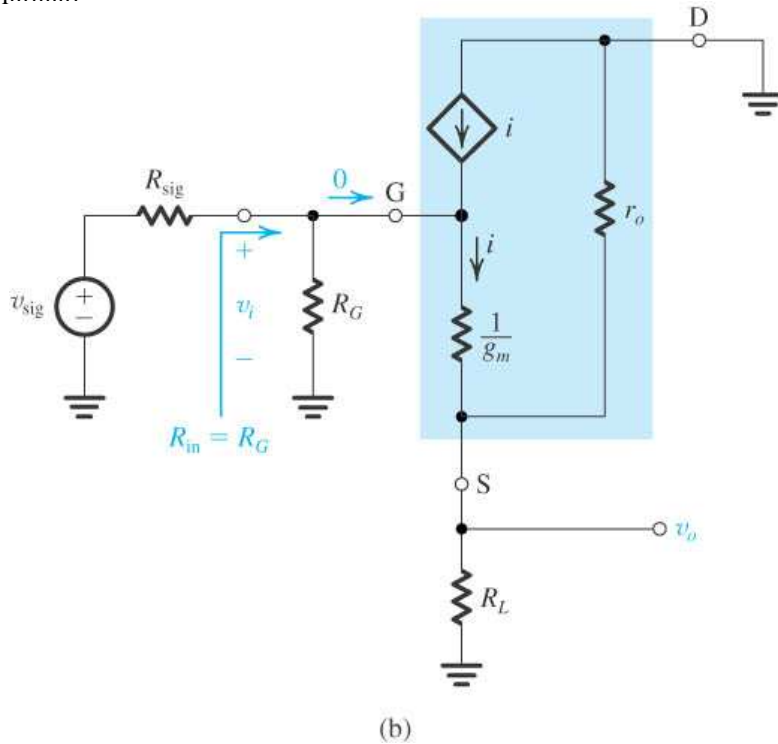 D
i
R_sig
0
G
r_o
i
+
v_sig
+
−
v_i
R_G
1/g_m
−
R_in = R_G
S
v_o
R_L
(b)